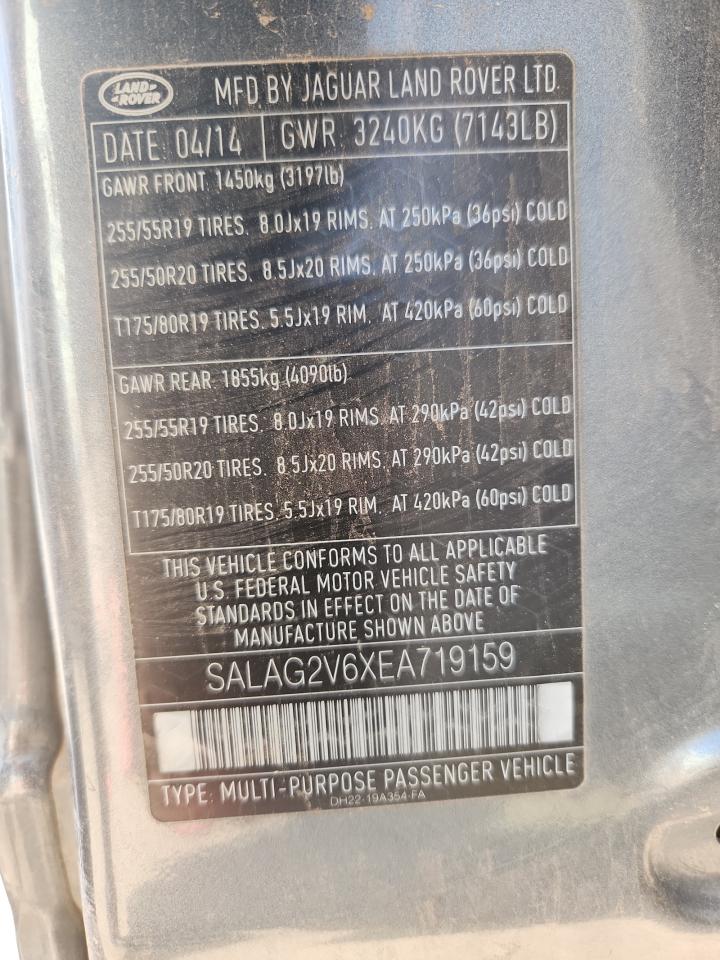 LAND ROVER
MFD BY JAGUAR LAND ROVER LTD.
DATE: 04/14 GWR. 3240KG (7143LB)
GAWR FRONT 1450kg (3197lb)
255/55R19 TIRES. 8.0Jx19 RIMS. AT 250kPa (36psi) COLD
255/50R20 TIRES. 8.5Jx20 RIMS. AT 250kPa (36psi) COLD
T175/80R19 TIRES. 5.5Jx19 RIM. AT 420kPa (60psi) COLD
GAWR REAR 1855kg (4090lb)
255/55R19 TIRES. 8.0Jx19 RIMS. AT 290kPa (42psi) COLD
255/50R20 TIRES. 8.5Jx20 RIMS. AT 290kPa (42psi) COLD
T175/80R19 TIRES. 5.5Jx19 RIM. AT 420kPa (60psi) COLD
THIS VEHICLE CONFORMS TO ALL APPLICABLE
U.S. FEDERAL MOTOR VEHICLE SAFETY
STANDARDS IN EFFECT ON THE DATE OF
MANUFACTURE SHOWN ABOVE
SALAG2V6XEA719159
TYPE: MULTI-PURPOSE PASSENGER VEHICLE
DH22-19A354-FA